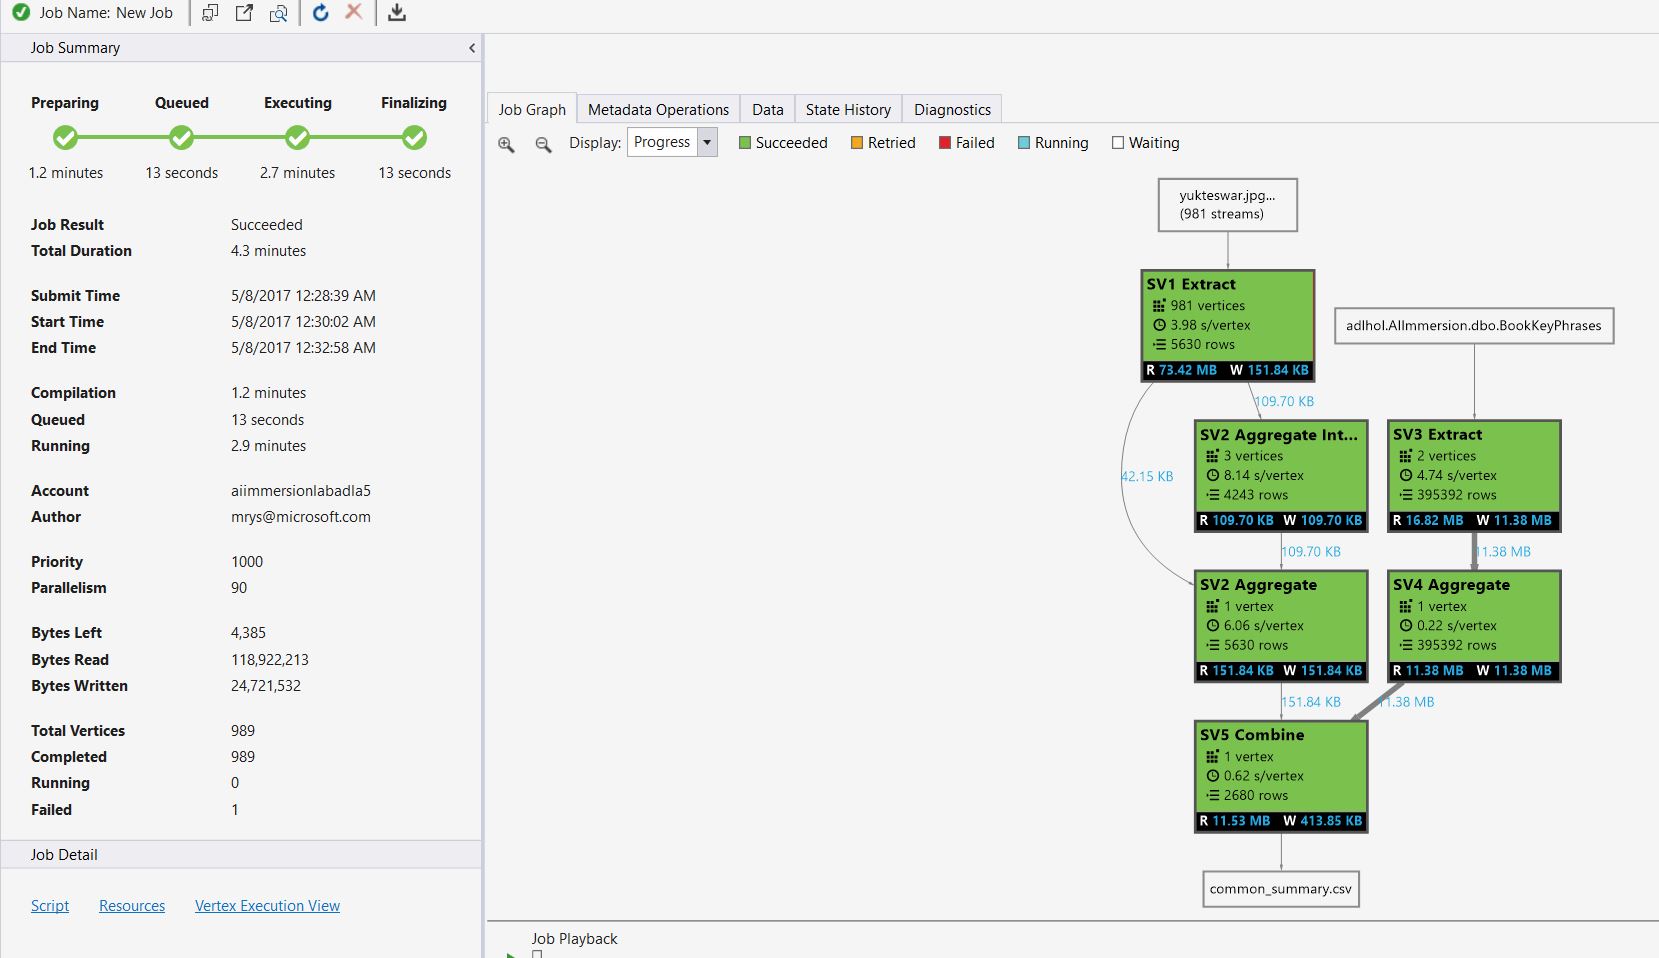 Job Name: New Job
Job Summary
Preparing Queued Executing Finalizing
1.2 minutes 13 seconds 2.7 minutes 13 seconds
Job Result Succeeded
Total Duration 4.3 minutes
Submit Time 5/8/2017 12:28:39 AM
Start Time 5/8/2017 12:30:02 AM
End Time 5/8/2017 12:32:58 AM
Compilation 1.2 minutes
Queued 13 seconds
Running 2.9 minutes
Account aiimmersionlabadla5
Author mrys@microsoft.com
Priority 1000
Parallelism 90
Bytes Left 4,385
Bytes Read 118,922,213
Bytes Written 24,721,532
Total Vertices 989
Completed 989
Running 0
Failed 1
Job Detail
Script Resources Vertex Execution View
Job Graph Metadata Operations Data State History Diagnostics
Display: Progress Succeeded Retried Failed Running Waiting
yukteswar.jpg...
(981 streams)
SV1 Extract
981 vertices
3.98 s/vertex
5630 rows
R 73.42 MB W 151.84 KB
adlhol.AIImmersion.dbo.BookKeyPhrases
109.70 KB
42.15 KB
SV2 Aggregate Int...
3 vertices
8.14 s/vertex
4243 rows
R 109.70 KB W 109.70 KB
SV3 Extract
2 vertices
4.74 s/vertex
395392 rows
R 16.82 MB W 11.38 MB
109.70 KB
11.38 MB
SV2 Aggregate
1 vertex
6.06 s/vertex
5630 rows
R 151.84 KB W 151.84 KB
SV4 Aggregate
1 vertex
0.22 s/vertex
395392 rows
R 11.38 MB W 11.38 MB
151.84 KB
11.38 MB
SV5 Combine
1 vertex
0.62 s/vertex
2680 rows
R 11.53 MB W 413.85 KB
common_summary.csv
Job Playback